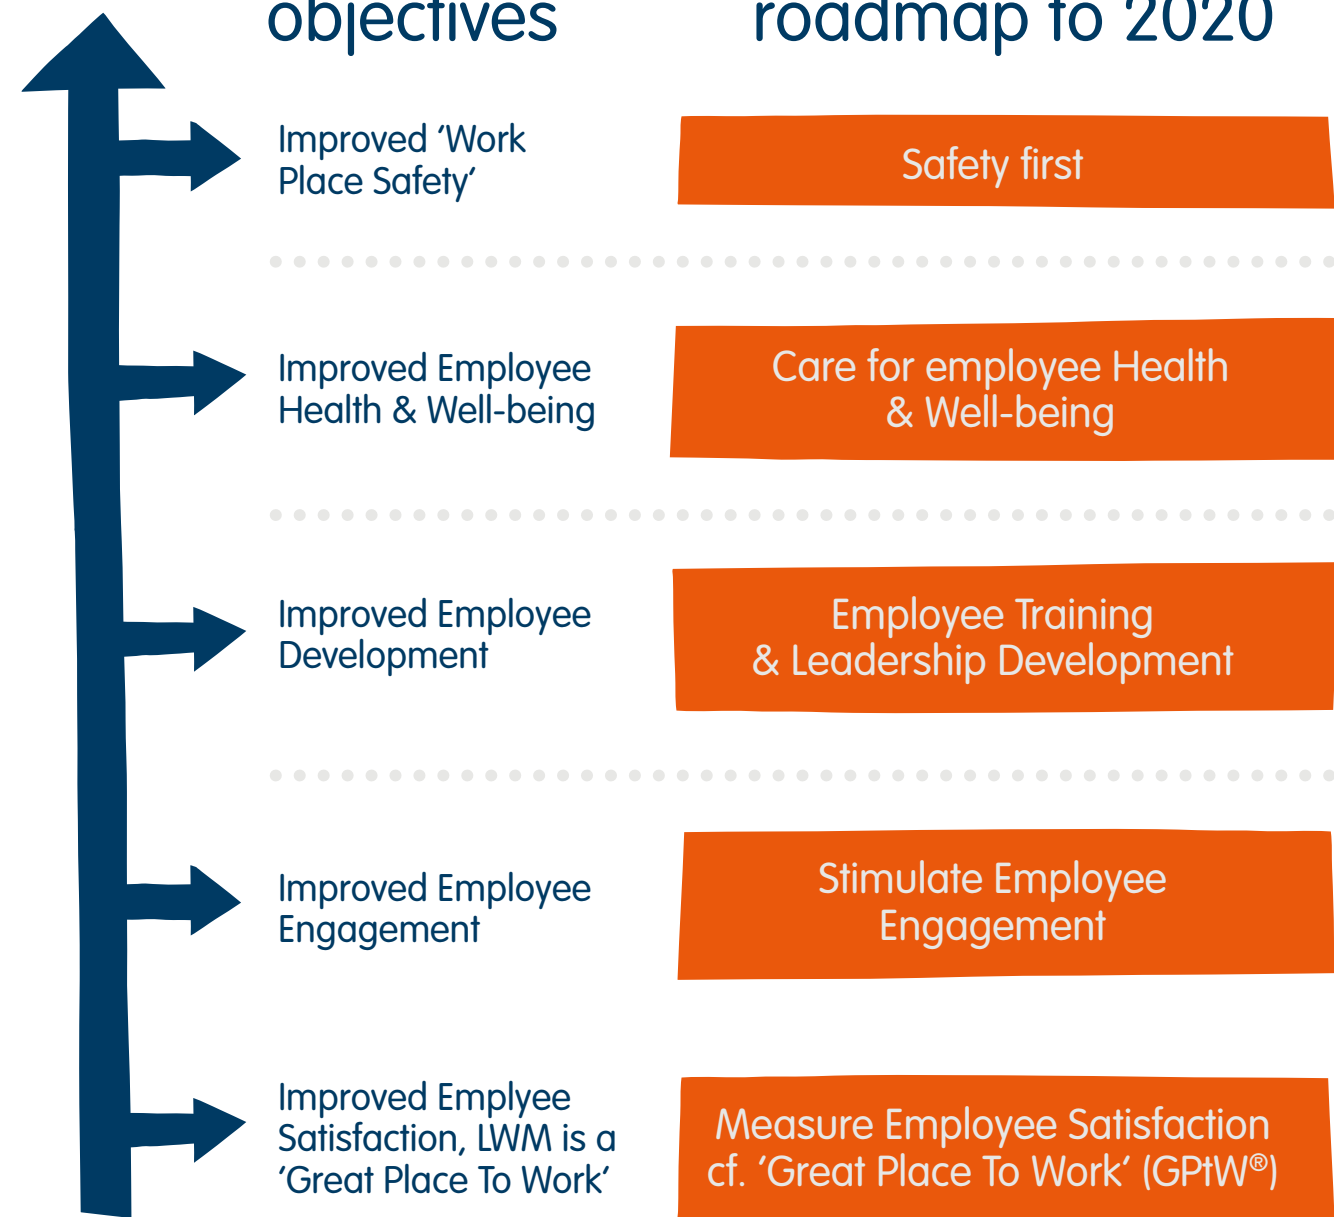 objectives
roadmap to 2020
Improved ‘Work
Place Safety’
Safety first
Improved Employee
Health & Well-being
Care for employee Health
& Well-being
Improved Employee
Development
Employee Training
& Leadership Development
Improved Employee
Engagement
Stimulate Employee
Engagement
Improved Emplyee
Satisfaction, LWM is a
‘Great Place To Work’
Measure Employee Satisfaction
cf. ‘Great Place To Work’ (GPtW®)